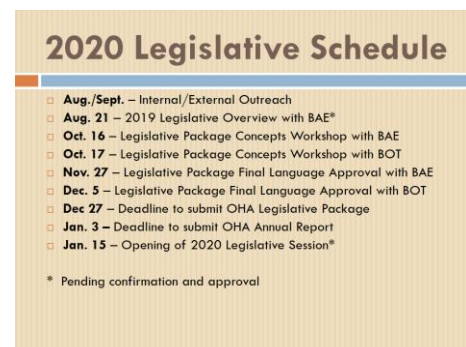 2020 Legislative Schedule
Aug./Sept. – Internal/External Outreach
Aug. 21 – 2019 Legislative Overview with BAE*
Oct. 16 – Legislative Package Concepts Workshop with BAE
Oct. 17 – Legislative Package Concepts Workshop with BOT
Nov. 27 – Legislative Package Final Language Approval with BAE
Dec. 5 – Legislative Package Final Language Approval with BOT
Dec 27 – Deadline to submit OHA Legislative Package
Jan. 3 – Deadline to submit OHA Annual Report
Jan. 15 – Opening of 2020 Legislative Session*
* Pending confirmation and approval